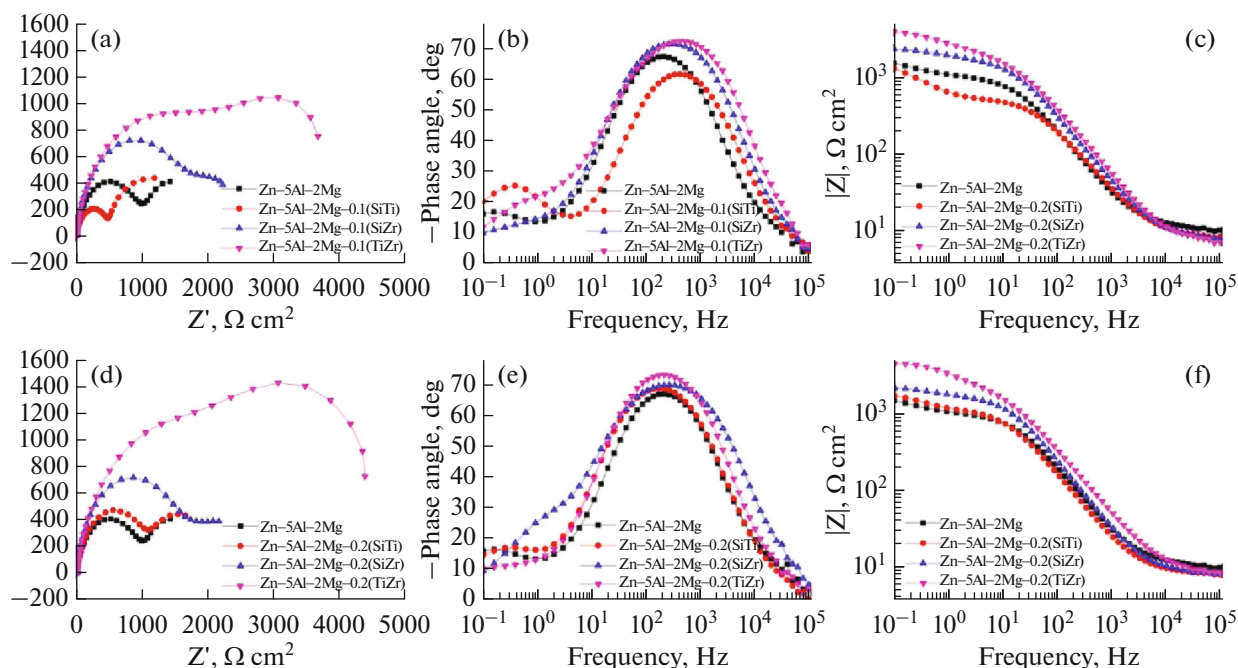 (a)
1600
1400
1200
1000
800
600
400
200
0
−200
0 1000 2000 3000 4000 5000
Z', Ω cm²
Zn–5Al–2Mg
Zn–5Al–2Mg–0.1(SiTi)
Zn–5Al–2Mg–0.1(SiZr)
Zn–5Al–2Mg–0.1(TiZr)
(b)
−Phase angle, deg
70
60
50
40
30
20
10
0
10⁻¹ 10⁰ 10¹ 10² 10³ 10⁴ 10⁵
Frequency, Hz
Zn–5Al–2Mg
Zn–5Al–2Mg–0.1(SiTi)
Zn–5Al–2Mg–0.1(SiZr)
Zn–5Al–2Mg–0.1(TiZr)
(c)
|Z|, Ω cm²
10³
10²
10¹
10⁻¹ 10⁰ 10¹ 10² 10³ 10⁴ 10⁵
Frequency, Hz
Zn–5Al–2Mg
Zn–5Al–2Mg–0.2(SiTi)
Zn–5Al–2Mg–0.2(SiZr)
Zn–5Al–2Mg–0.2(TiZr)
(d)
1600
1400
1200
1000
800
600
400
200
0
−200
0 1000 2000 3000 4000 5000
Z', Ω cm²
Zn–5Al–2Mg
Zn–5Al–2Mg–0.2(SiTi)
Zn–5Al–2Mg–0.2(SiZr)
Zn–5Al–2Mg–0.2(TiZr)
(e)
−Phase angle, deg
70
60
50
40
30
20
10
0
10⁻¹ 10⁰ 10¹ 10² 10³ 10⁴ 10⁵
Frequency, Hz
Zn–5Al–2Mg
Zn–5Al–2Mg–0.2(SiTi)
Zn–5Al–2Mg–0.2(SiZr)
Zn–5Al–2Mg–0.2(TiZr)
(f)
|Z|, Ω cm²
10³
10²
10¹
10⁻¹ 10⁰ 10¹ 10² 10³ 10⁴ 10⁵
Frequency, Hz
Zn–5Al–2Mg
Zn–5Al–2Mg–0.2(SiTi)
Zn–5Al–2Mg–0.2(SiZr)
Zn–5Al–2Mg–0.2(TiZr)